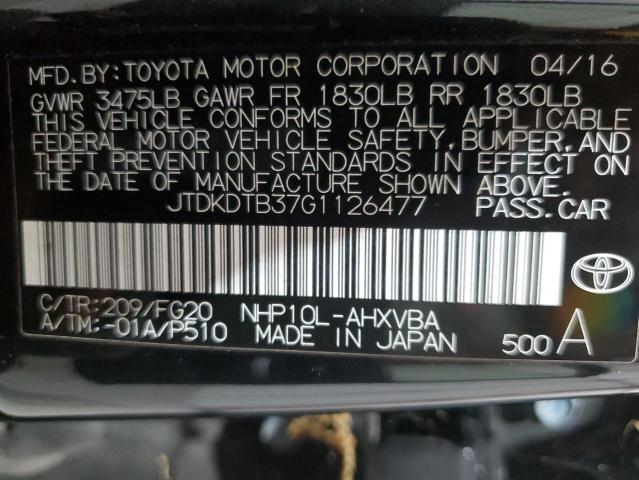 MFD.BY:TOYOTA MOTOR CORPORATION 04/16
GVWR 3475LB GAWR FR 1830LB RR 1830LB
THIS VEHICLE CONFORMS TO ALL APPLICABLE
FEDERAL MOTOR VEHICLE SAFETY,BUMPER,AND
THEFT PREVENTION STANDARDS IN EFFECT ON
THE DATE OF MANUFACTURE SHOWN ABOVE.
JTDKDTB37G1126477 PASS.CAR
C/TR:209/FG20 NHP10L-AHXVBA
A/TM:-01A/P510 MADE IN JAPAN 500 A